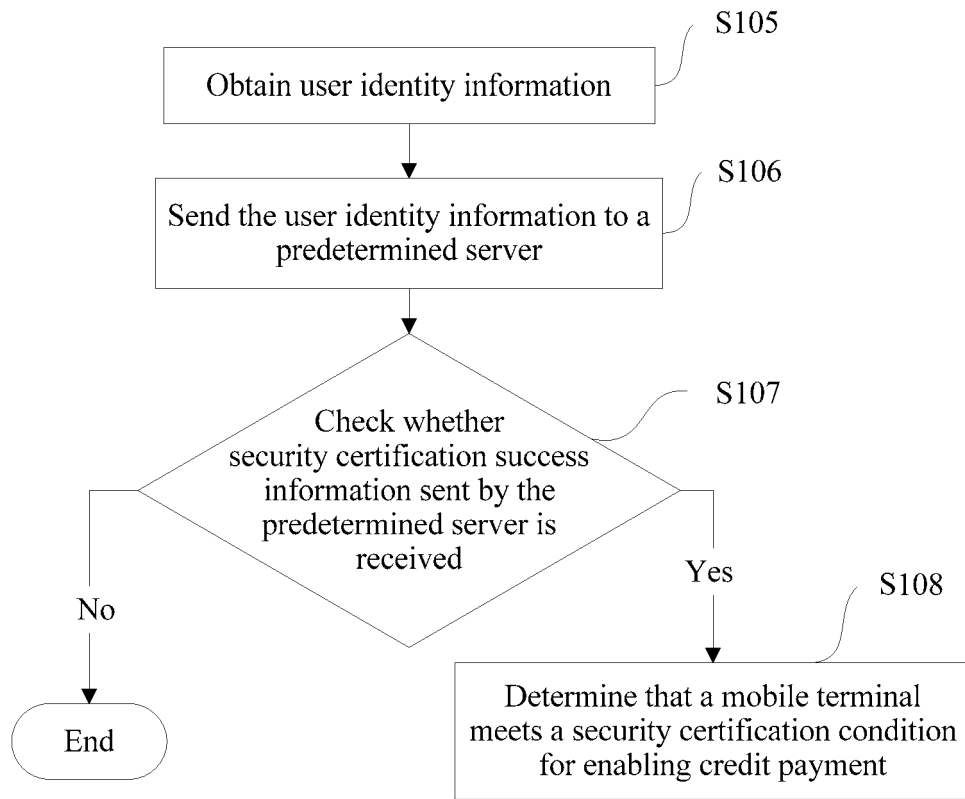 S105
Obtain user identity information
S106
Send the user identity information to a
predetermined server
S107
Check whether
security certification success
information sent by the
predetermined server is
received
Yes
No
S108
Determine that a mobile terminal
meets a security certification condition
for enabling credit payment
End